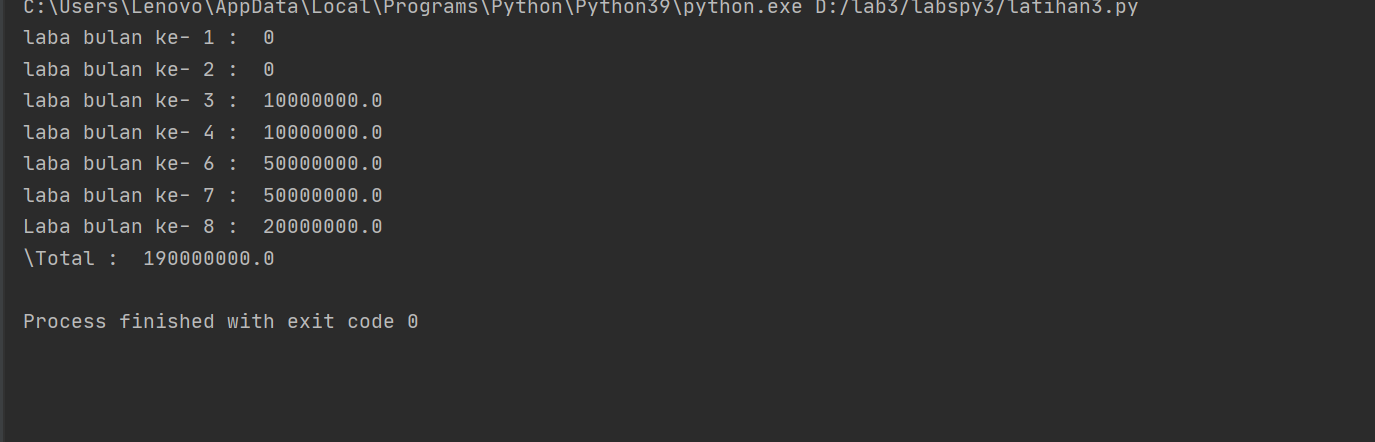 C:\Users\Lenovo\AppData\Local\Programs\Python\Python39\python.exe D:/lab3/labspy3/latihan3.py
laba bulan ke- 1 :  0
laba bulan ke- 2 :  0
laba bulan ke- 3 :  10000000.0
laba bulan ke- 4 :  10000000.0
laba bulan ke- 6 :  50000000.0
laba bulan ke- 7 :  50000000.0
Laba bulan ke- 8 :  20000000.0
\Total :  190000000.0
Process finished with exit code 0